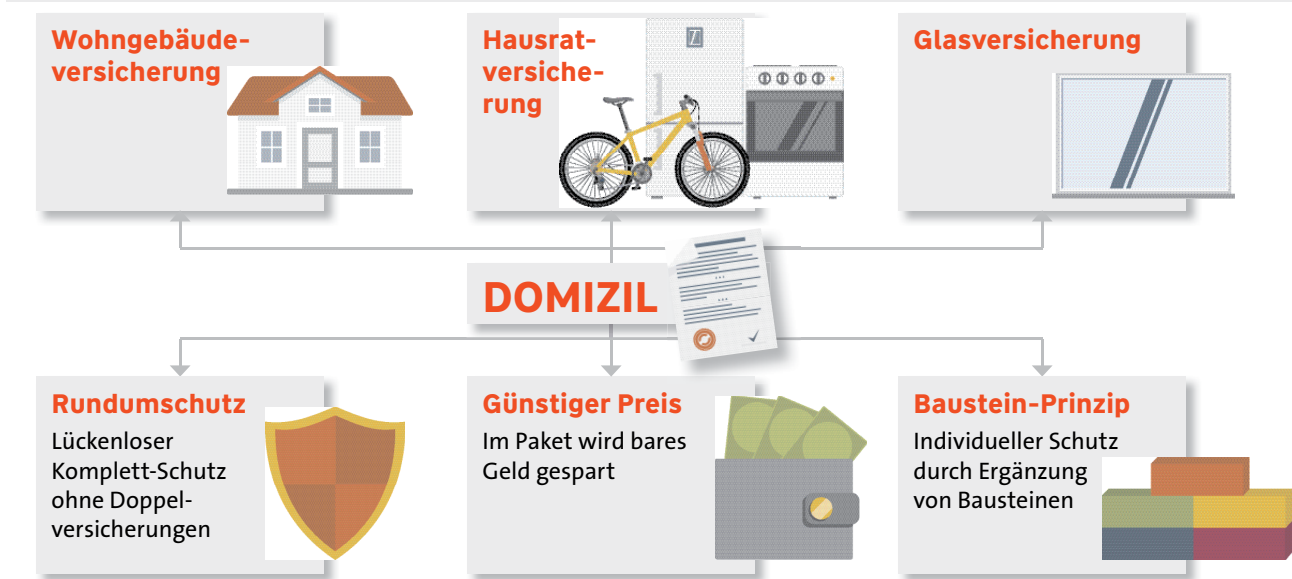 Wohngebäude-
versicherung
Hausrat-
versiche-
rung
Glasversicherung
DOMIZIL
Rundumschutz
Lückenloser
Komplett-Schutz
ohne Doppel-
versicherungen
Günstiger Preis
Im Paket wird bares
Geld gespart
Baustein-Prinzip
Individueller Schutz
durch Ergänzung
von Bausteinen